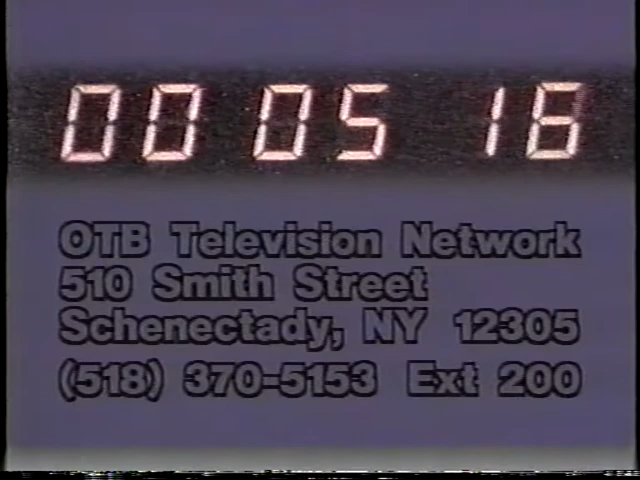 00 05 18
OTB Television Network
510 Smith Street
Schenectady, NY 12305
(518) 370-5153 Ext 200